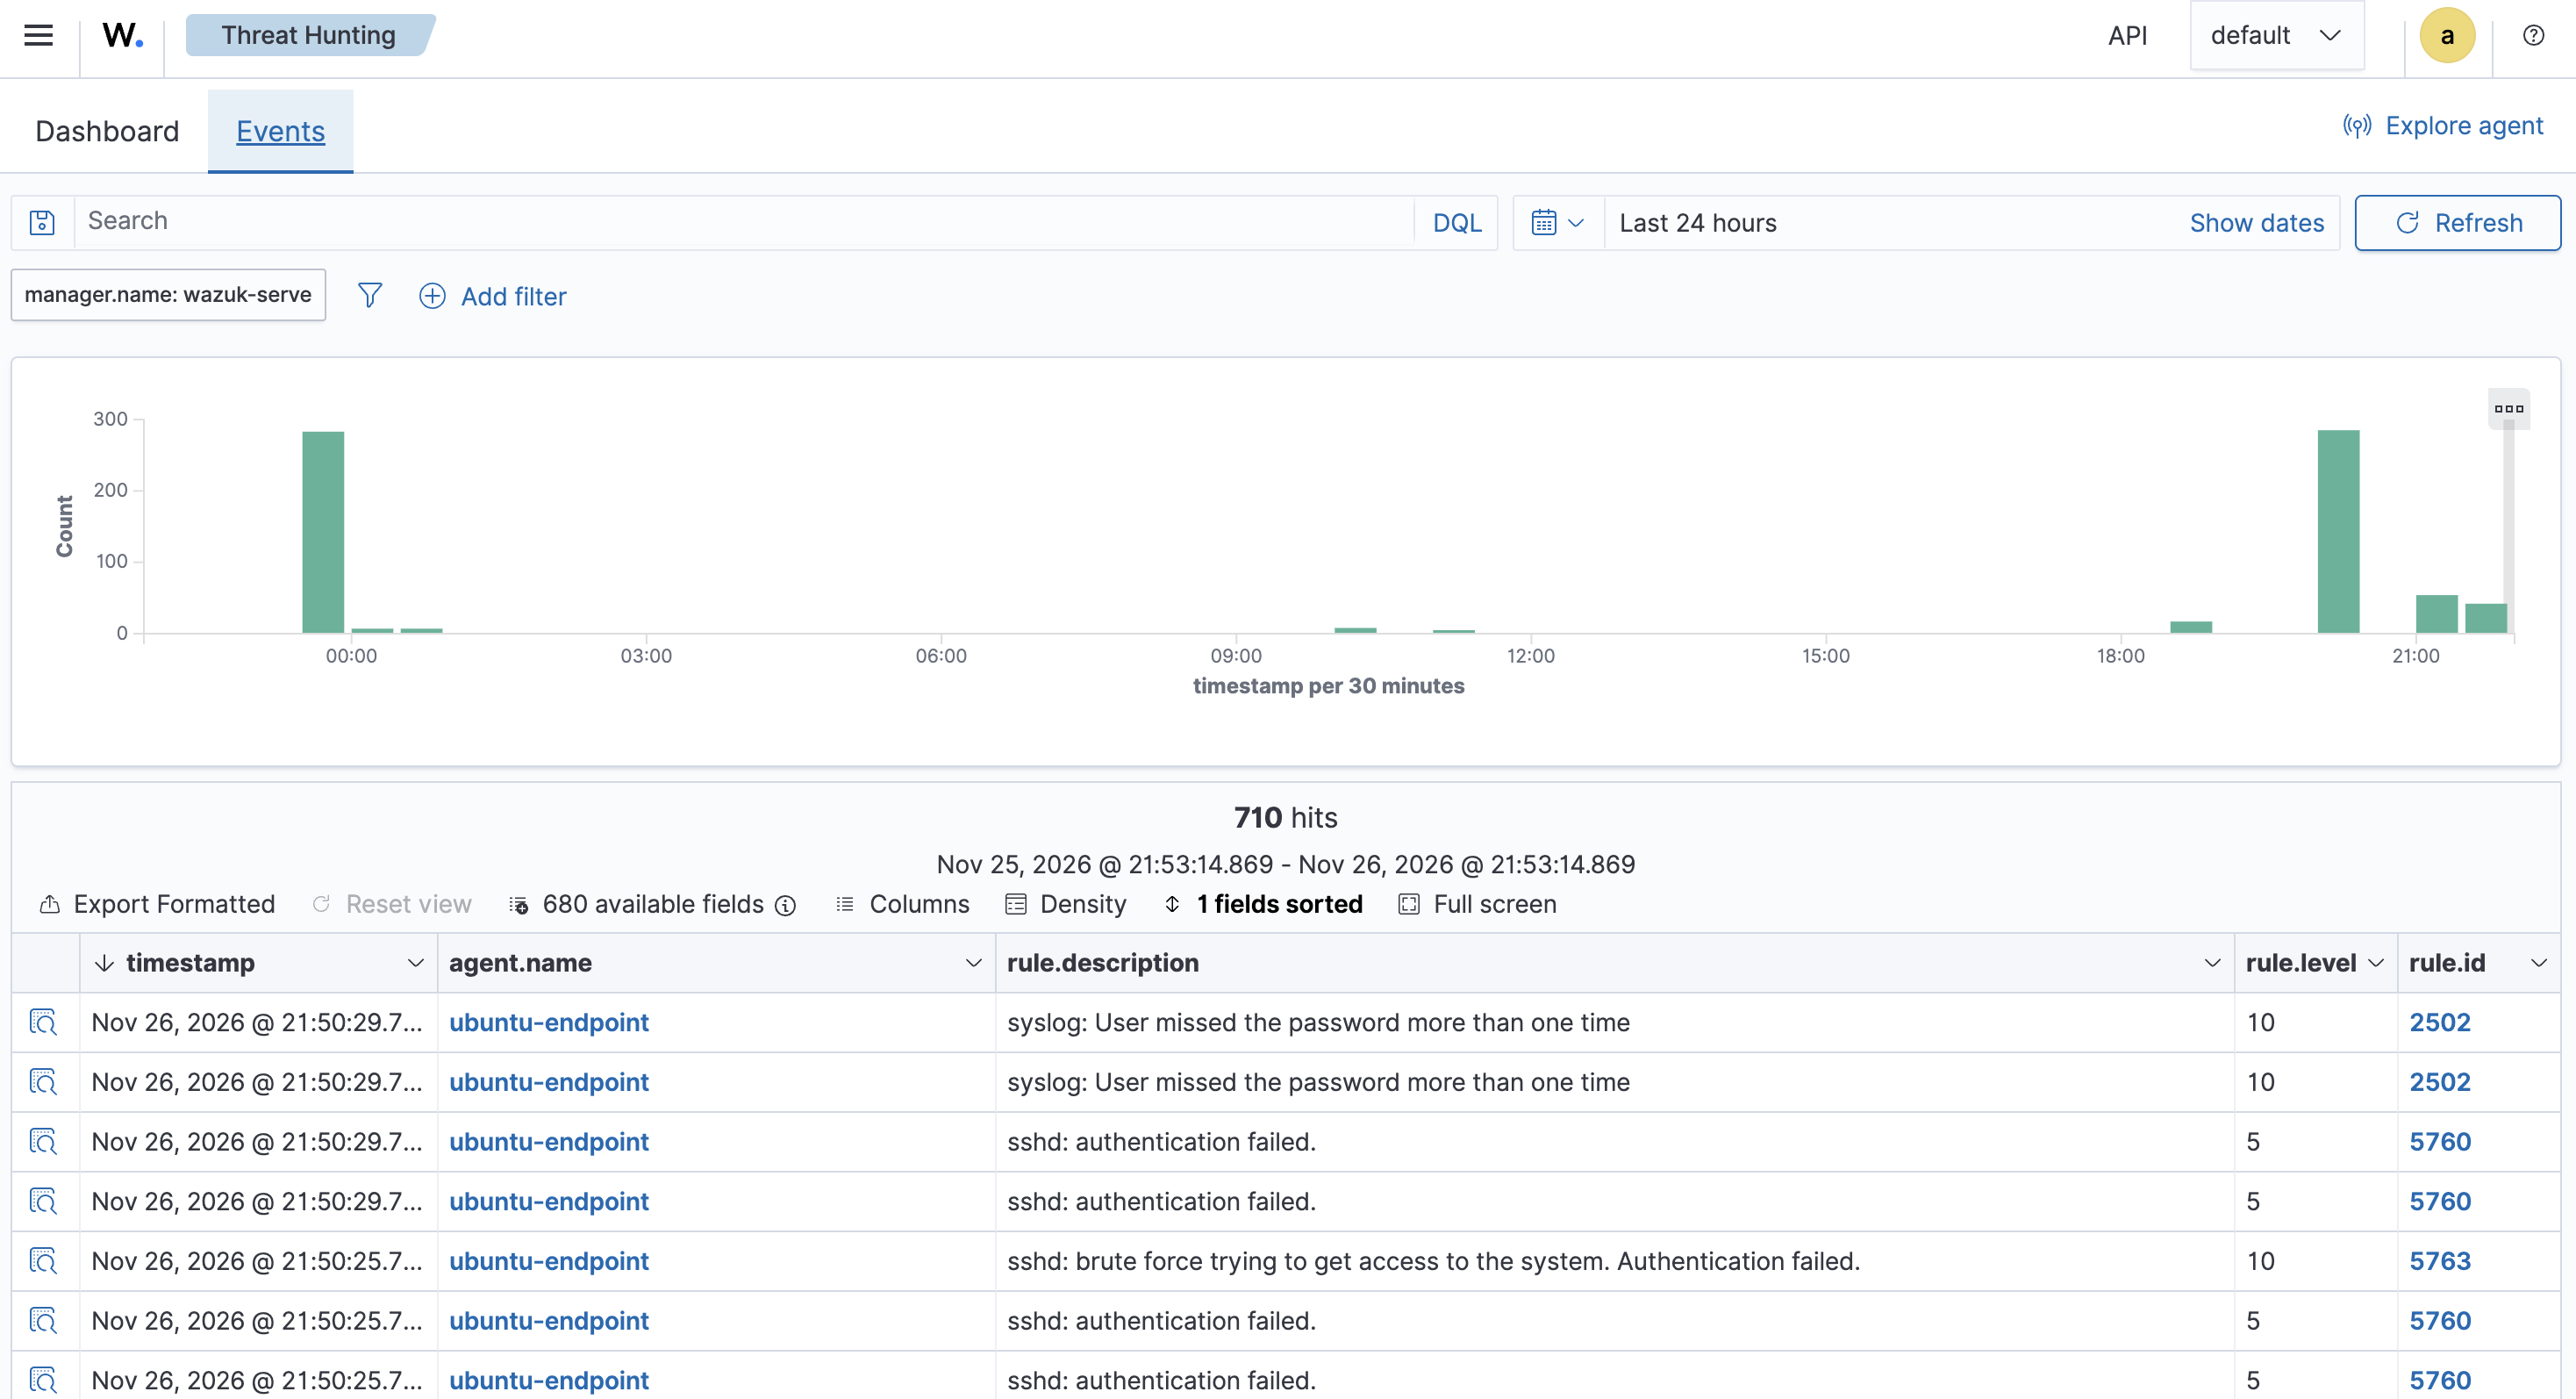 W. Threat Hunting API default a
Dashboard Events Explore agent
Search DQL Last 24 hours Show dates Refresh
manager.name: wazuk-serve Add filter
300
200
100
0
Count
00:00 03:00 06:00 09:00 12:00 15:00 18:00 21:00
timestamp per 30 minutes
710 hits
Nov 25, 2026 @ 21:53:14.869 - Nov 26, 2026 @ 21:53:14.869
Export Formatted Reset view 680 available fields Columns Density 1 fields sorted Full screen
timestamp agent.name rule.description rule.level rule.id
Nov 26, 2026 @ 21:50:29.7... ubuntu-endpoint syslog: User missed the password more than one time 10 2502
Nov 26, 2026 @ 21:50:29.7... ubuntu-endpoint syslog: User missed the password more than one time 10 2502
Nov 26, 2026 @ 21:50:29.7... ubuntu-endpoint sshd: authentication failed. 5 5760
Nov 26, 2026 @ 21:50:29.7... ubuntu-endpoint sshd: authentication failed. 5 5760
Nov 26, 2026 @ 21:50:25.7... ubuntu-endpoint sshd: brute force trying to get access to the system. Authentication failed. 10 5763
Nov 26, 2026 @ 21:50:25.7... ubuntu-endpoint sshd: authentication failed. 5 5760
Nov 26, 2026 @ 21:50:25.7... ubuntu-endpoint sshd: authentication failed. 5 5760